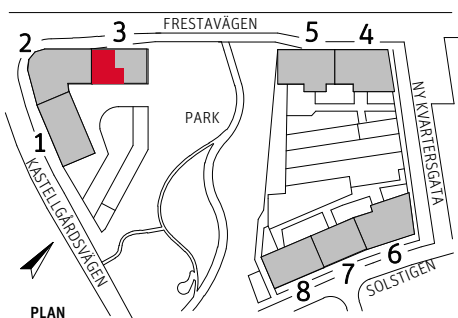 FRESTAVÄGEN
2
3
5
4
1
PARK
NY KVARTERSGATA
KASTELLGÅRDSVÄGEN
6
7
8
SOLSTIGEN
PLAN